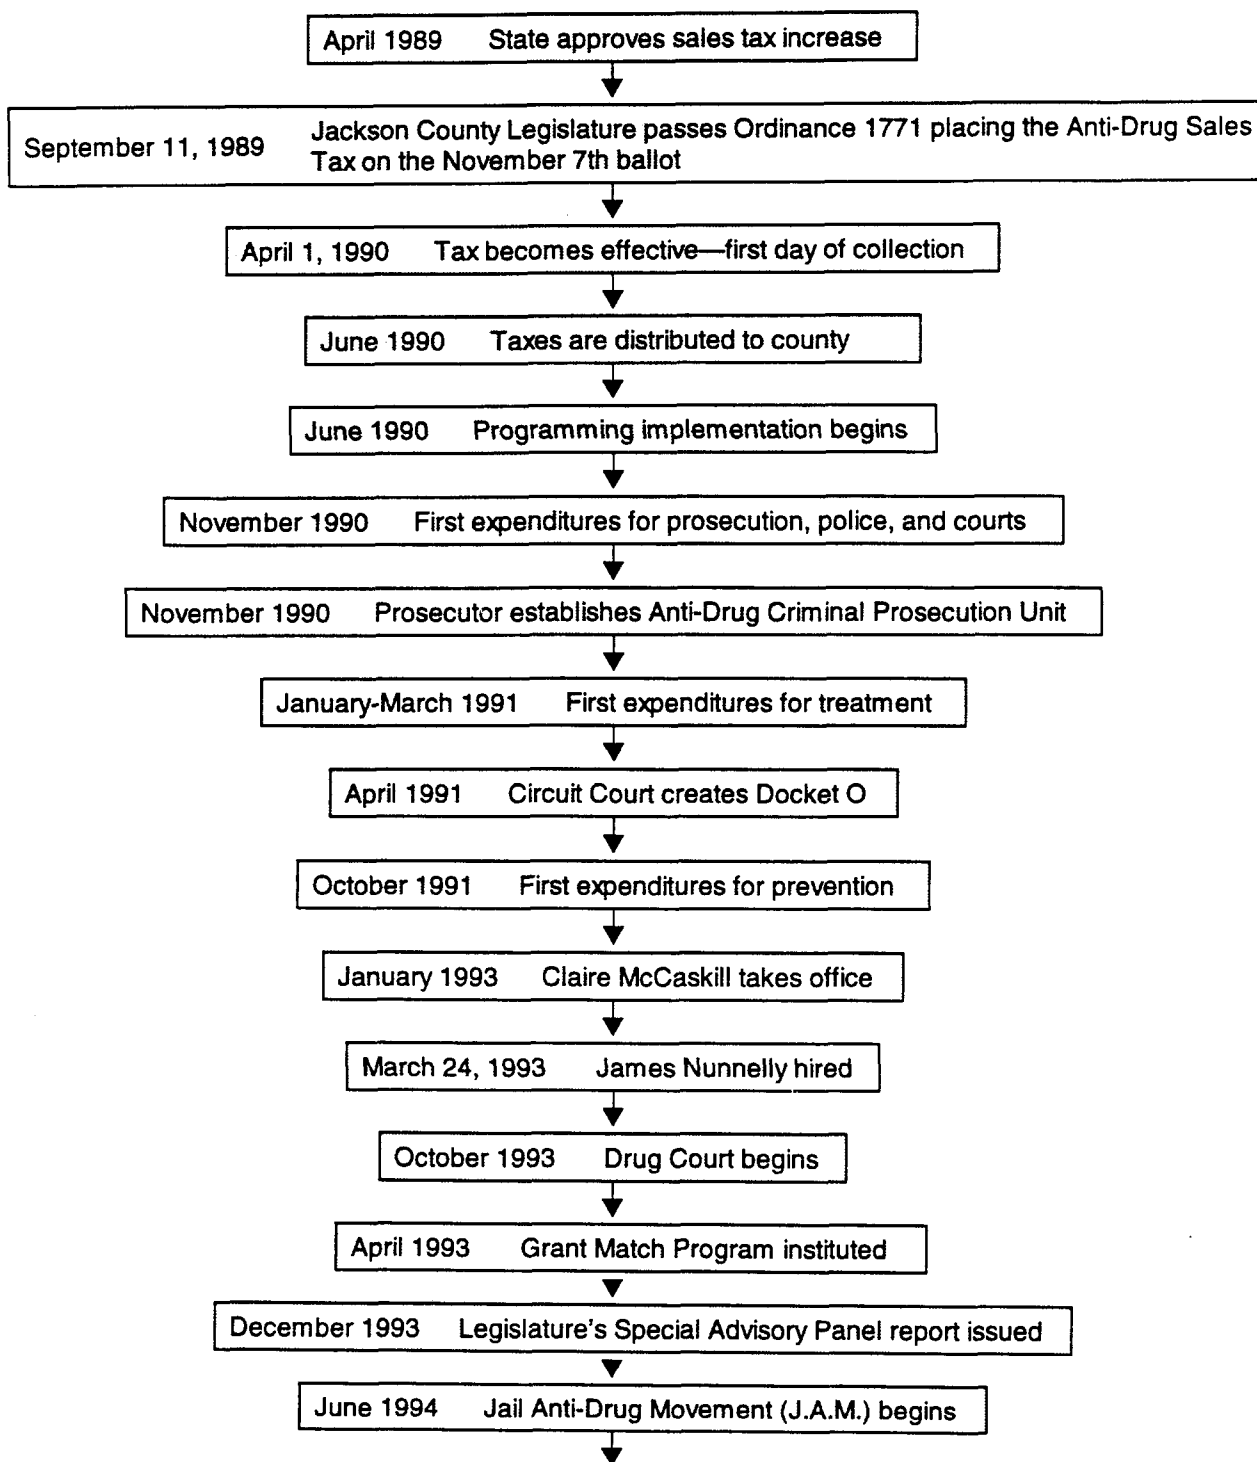 April 1989 State approves sales tax increase
September 11, 1989 Jackson County Legislature passes Ordinance 1771 placing the Anti-Drug Sales
Tax on the November 7th ballot
April 1, 1990 Tax becomes effective—first day of collection
June 1990 Taxes are distributed to county
June 1990 Programming implementation begins
November 1990 First expenditures for prosecution, police, and courts
November 1990 Prosecutor establishes Anti-Drug Criminal Prosecution Unit
January-March 1991 First expenditures for treatment
April 1991 Circuit Court creates Docket O
October 1991 First expenditures for prevention
January 1993 Claire McCaskill takes office
March 24, 1993 James Nunnelly hired
October 1993 Drug Court begins
April 1993 Grant Match Program instituted
December 1993 Legislature's Special Advisory Panel report issued
June 1994 Jail Anti-Drug Movement (J.A.M.) begins